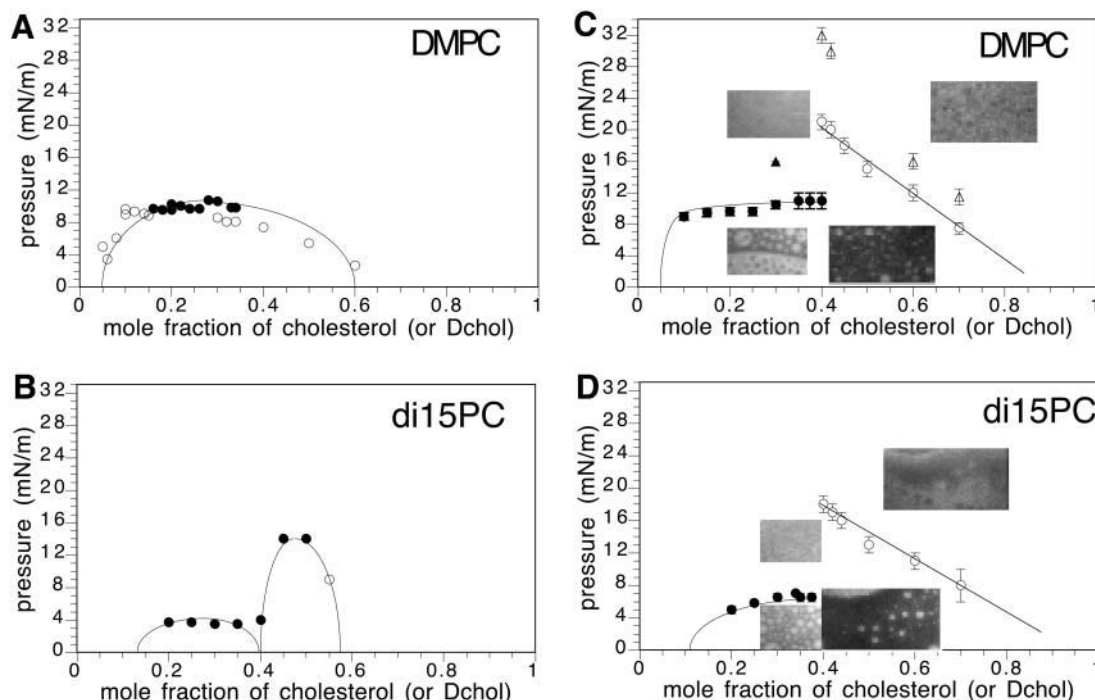 A
DMPC
32
28
24
20
16
12
8
4
0
pressure (mN/m)
0 0.2 0.4 0.6 0.8 1
mole fraction of cholesterol (or Dchol)
C
DMPC
32
28
24
20
16
12
8
4
0
pressure (mN/m)
0 0.2 0.4 0.6 0.8 1
mole fraction of cholesterol (or Dchol)
B
di15PC
32
28
24
20
16
12
8
4
0
pressure (mN/m)
0 0.2 0.4 0.6 0.8 1
mole fraction of cholesterol (or Dchol)
D
di15PC
32
28
24
20
16
12
8
4
0
pressure (mN/m)
0 0.2 0.4 0.6 0.8 1
mole fraction of cholesterol (or Dchol)